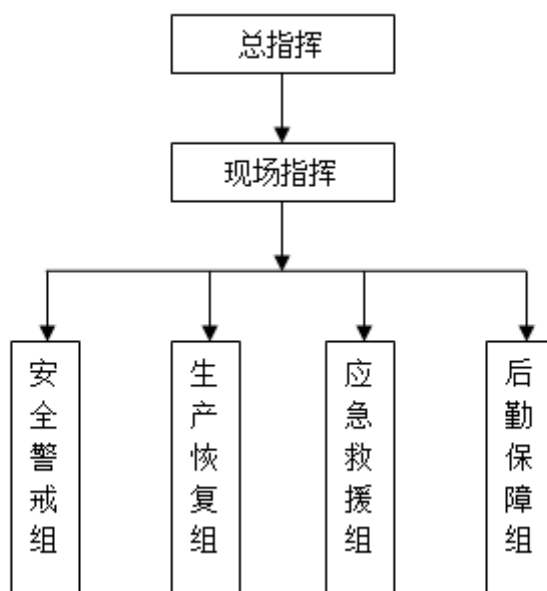 总指挥
现场指挥
安全警戒组
生产恢复组
应急救援组
后勤保障组